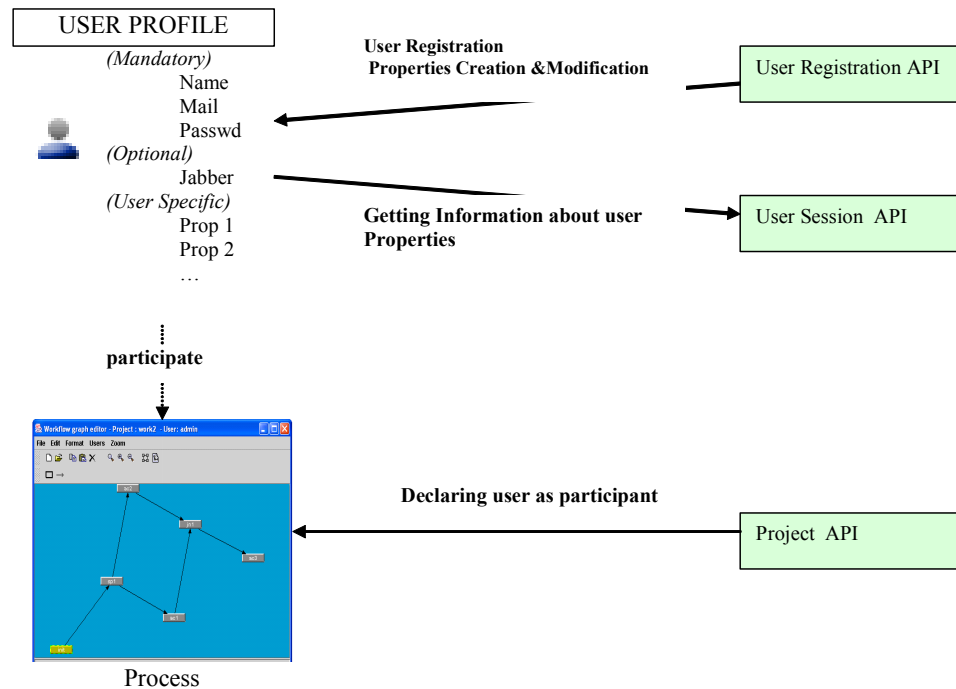 USER PROFILE
(Mandatory)
Name
Mail
Passwd
(Optional)
Jabber
(User Specific)
Prop 1
Prop 2
…
User Registration
Properties Creation &Modification
User Registration API
Getting Information about user
Properties
User Session API
participate
Workflow graph editor - Project : work2 - User: admin
File Edit Format Users Zoom
Declaring user as participant
Project API
Process